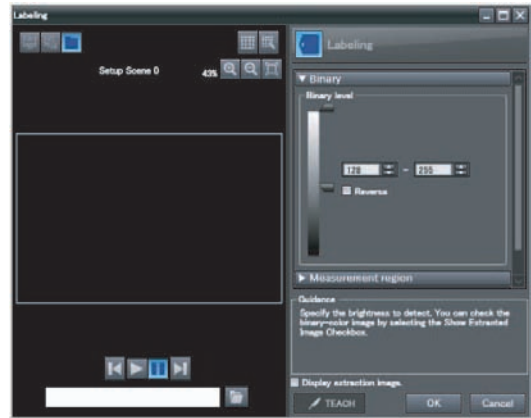 Labeling
Setup Scene 0
43%
Labeling
▼ Binary
Binary level
128 - 255
Reverse
▶ Measurement region
Guidance
Specify the brightness to detect. You can check the
binary-color image by selecting the Show Extracted
Image Checkbox.
Display extraction image.
TEACH
OK
Cancel